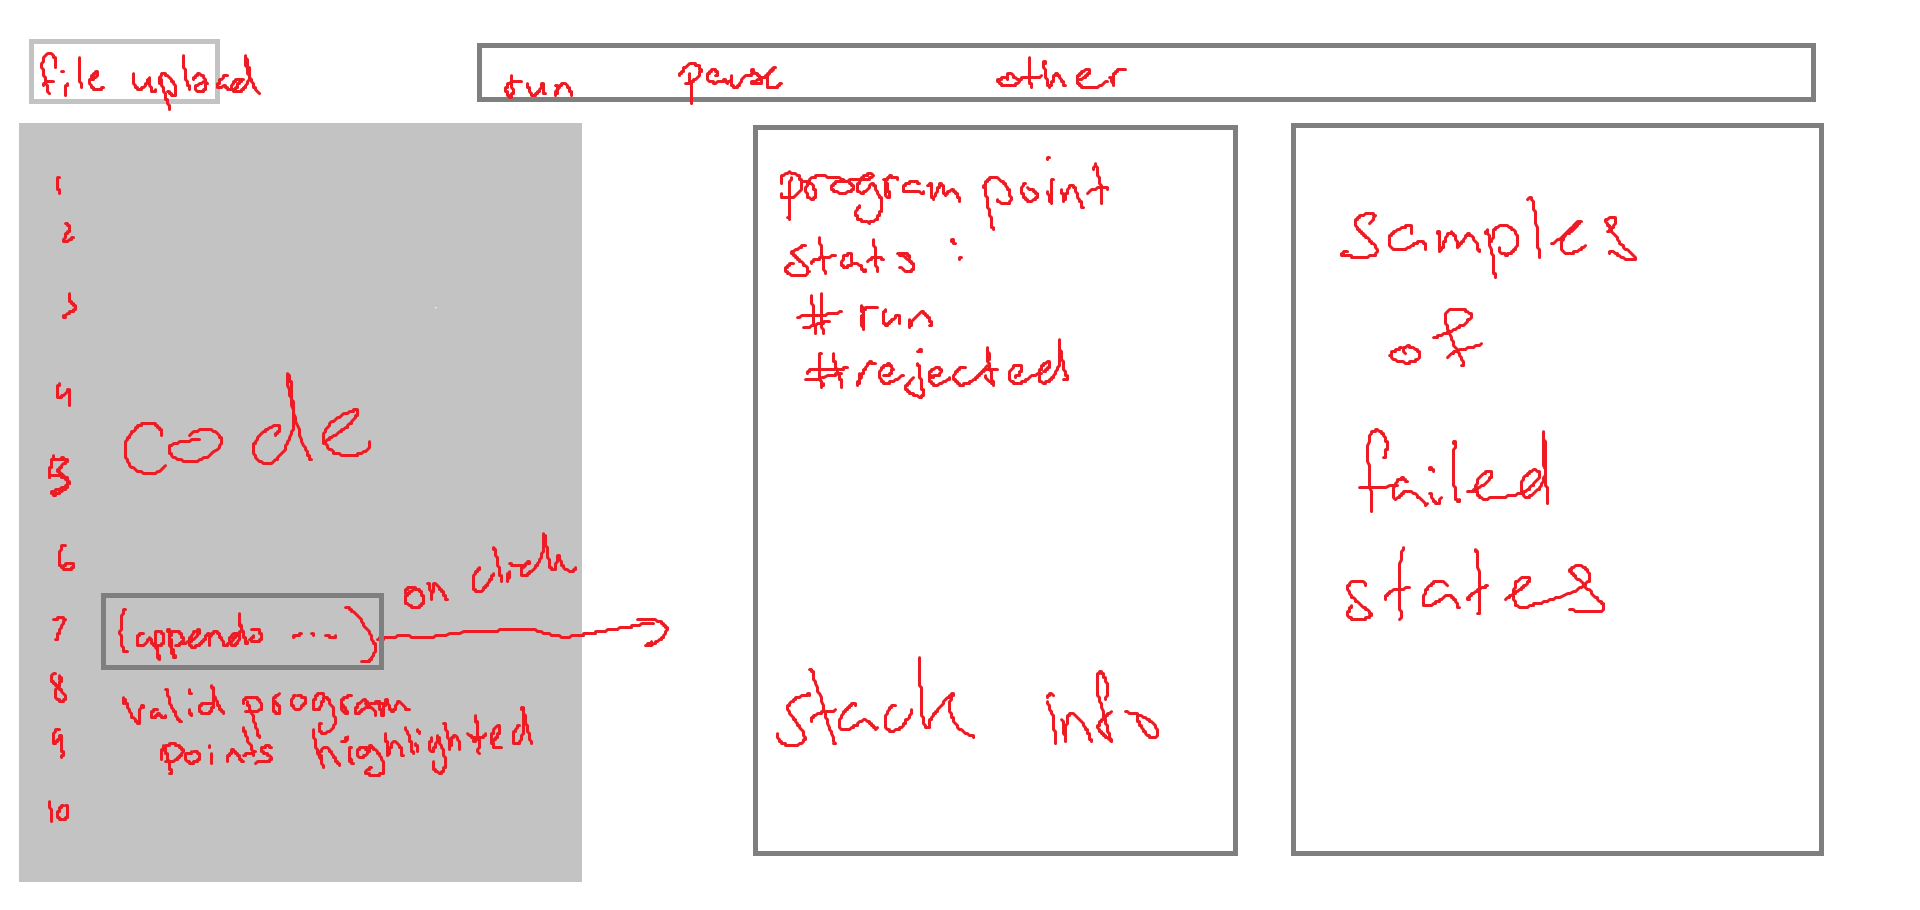 file upload
run pause other
1
2
3
4
code
5
6
on click
7 (appendo ...)
8 valid program
9 points highlighted
10
program point
stats:
# run
#rejected
stack info
samples
of
failed
states